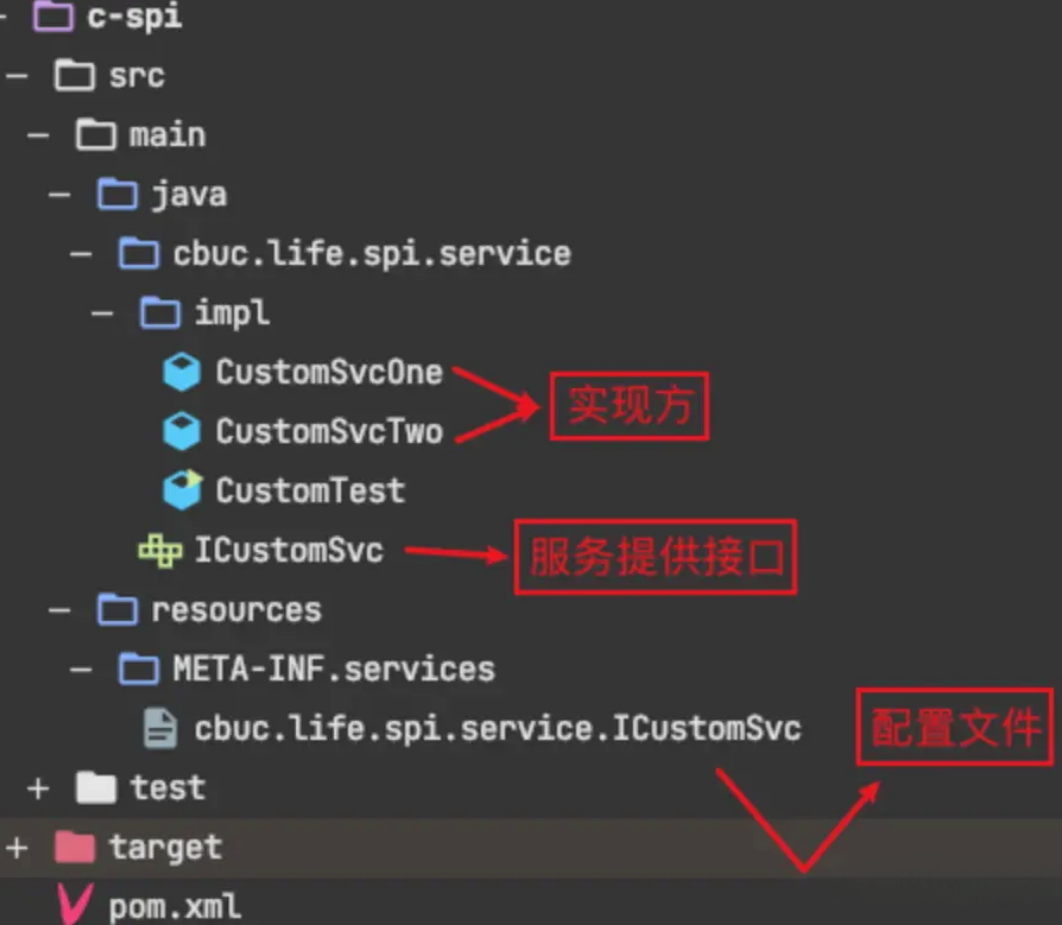 c-spi
src
main
java
cbuc.life.spi.service
impl
CustomSvcOne
实现方
CustomSvcTwo
CustomTest
ICustomSvc
服务提供接口
resources
META-INF.services
cbuc.life.spi.service.ICustomSvc
配置文件
test
target
pom.xml